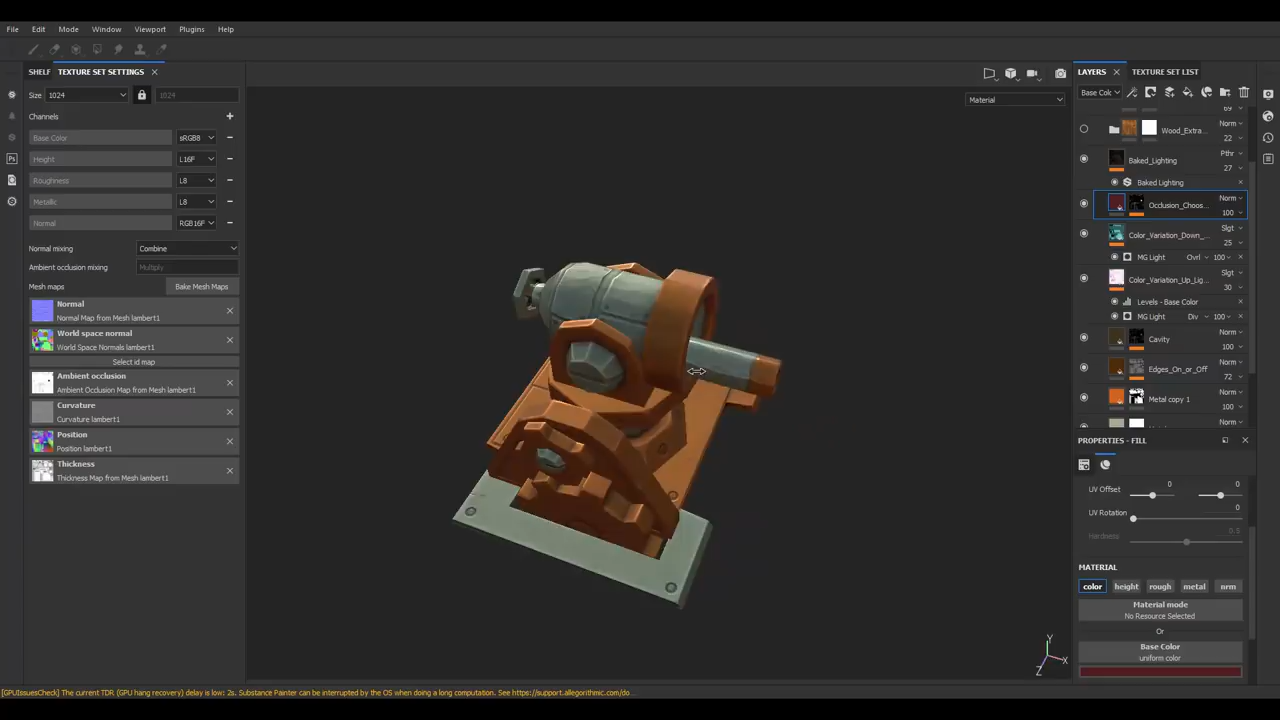 File Edit Mode Window Viewport Plugins Help
SHELF TEXTURE SET SETTINGS
LAYERS TEXTURE SET LIST
Size 1024 1024
Material
Base Colc
Channels
Base Color sRGB8
Height L16F
Roughness L8
Metallic L8
Normal RGB16F
Normal mixing Combine
Ambient occlusion mixing Multiply
Mesh maps Bake Mesh Maps
Normal
Normal Map from Mesh lambert1
World space normal
World Space Normals lambert1
Select id map
Ambient occlusion
Ambient Occlusion Map from Mesh lambert1
Curvature
Curvature lambert1
Position
Position lambert1
Thickness
Thickness Map from Mesh lambert1
69
Wood_Extra... Norm 22
Baked_Lighting Pthr 27
Baked Lighting
Occlusion_Choos... Norm 100
Color_Variation_Down_... Slgt 25
MG Light Ovrl 100
Color_Variation_Up_Lig... Slgt 30
Levels - Base Color
MG Light Div 100
Cavity Norm 100
Edges_On_or_Off Norm 72
Metal copy 1 Norm 100
Norm
PROPERTIES - FILL
UV Offset 0 0
UV Rotation 0
Hardness 0.5
MATERIAL
color height rough metal nrm
Material mode
No Resource Selected
Or
Base Color
uniform color
Y
X
Z
[GPUIssuesCheck] The current TDR (GPU hang recovery) delay is low: 2s. Substance Painter can be interrupted by the OS when doing a long computation. See https://support.allegorithmic.com/do...